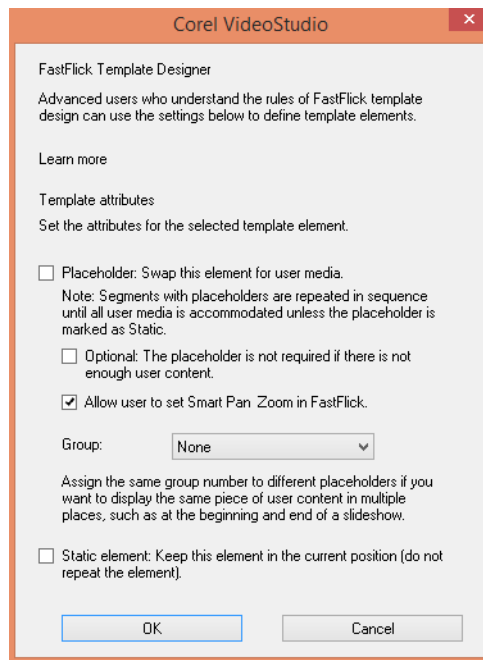 Corel VideoStudio
FastFlick Template Designer
Advanced users who understand the rules of FastFlick template
design can use the settings below to define template elements.
Learn more
Template attributes
Set the attributes for the selected template element.
Placeholder: Swap this element for user media.
Note: Segments with placeholders are repeated in sequence
until all user media is accommodated unless the placeholder is
marked as Static.
Optional: The placeholder is not required if there is not
enough user content.
Allow user to set Smart Pan Zoom in FastFlick.
Group: None
Assign the same group number to different placeholders if you
want to display the same piece of user content in multiple
places, such as at the beginning and end of a slideshow.
Static element: Keep this element in the current position (do not
repeat the element).
OK Cancel